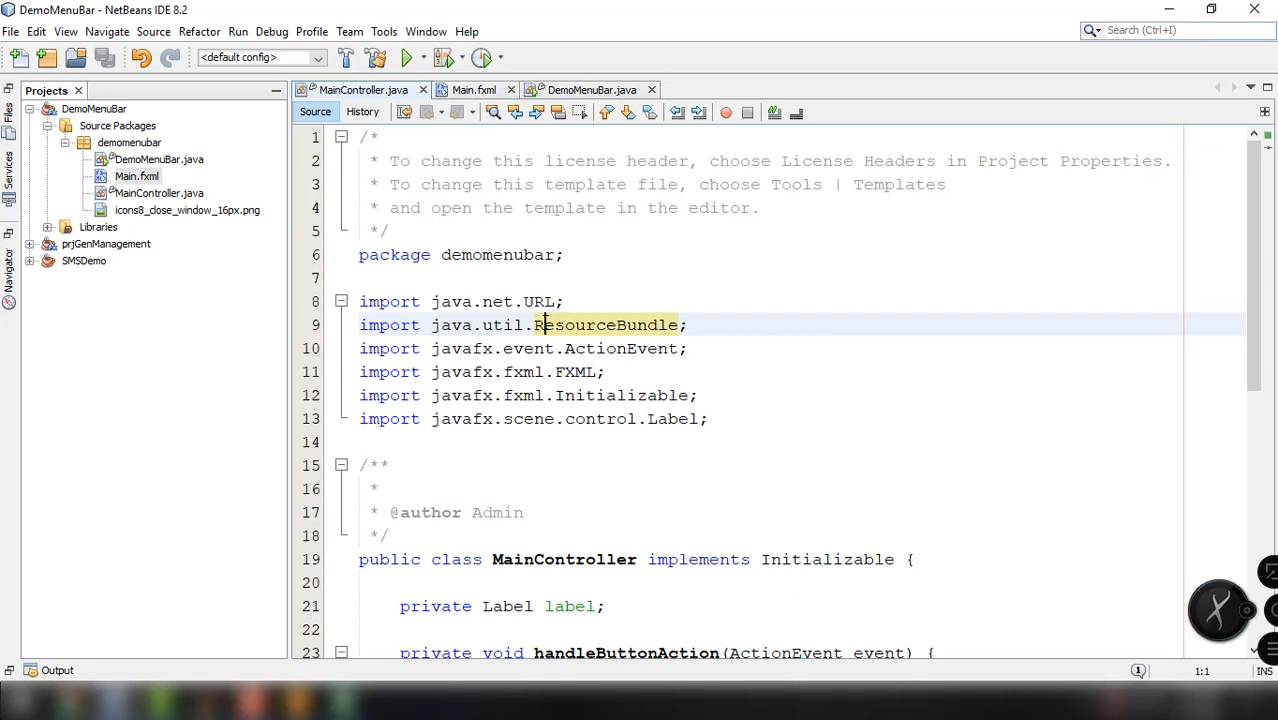 DemoMenuBar - NetBeans IDE 8.2
File Edit View Navigate Source Refactor Run Debug Profile Team Tools Window Help
Search (Ctrl+I)
<default config>
Projects
MainController.java Main.fxml DemoMenuBar.java
Source History
Files
Services
Navigator
DemoMenuBar
Source Packages
demomenubar
DemoMenuBar.java
Main.fxml
MainController.java
icons8_close_window_16px.png
Libraries
prjGenManagement
SMSDemo
1 /*
2 * To change this license header, choose License Headers in Project Properties.
3 * To change this template file, choose Tools | Templates
4 * and open the template in the editor.
5 */
6 package demomenubar;
7
8 import java.net.URL;
9 import java.util.ResourceBundle;
10 import javafx.event.ActionEvent;
11 import javafx.fxml.FXML;
12 import javafx.fxml.Initializable;
13 import javafx.scene.control.Label;
14
15 /**
16 *
17 * @author Admin
18 */
19 public class MainController implements Initializable {
20
21 private Label label;
22
23 private void handleButtonAction(ActionEvent event) {
Output
1
1:1
INS